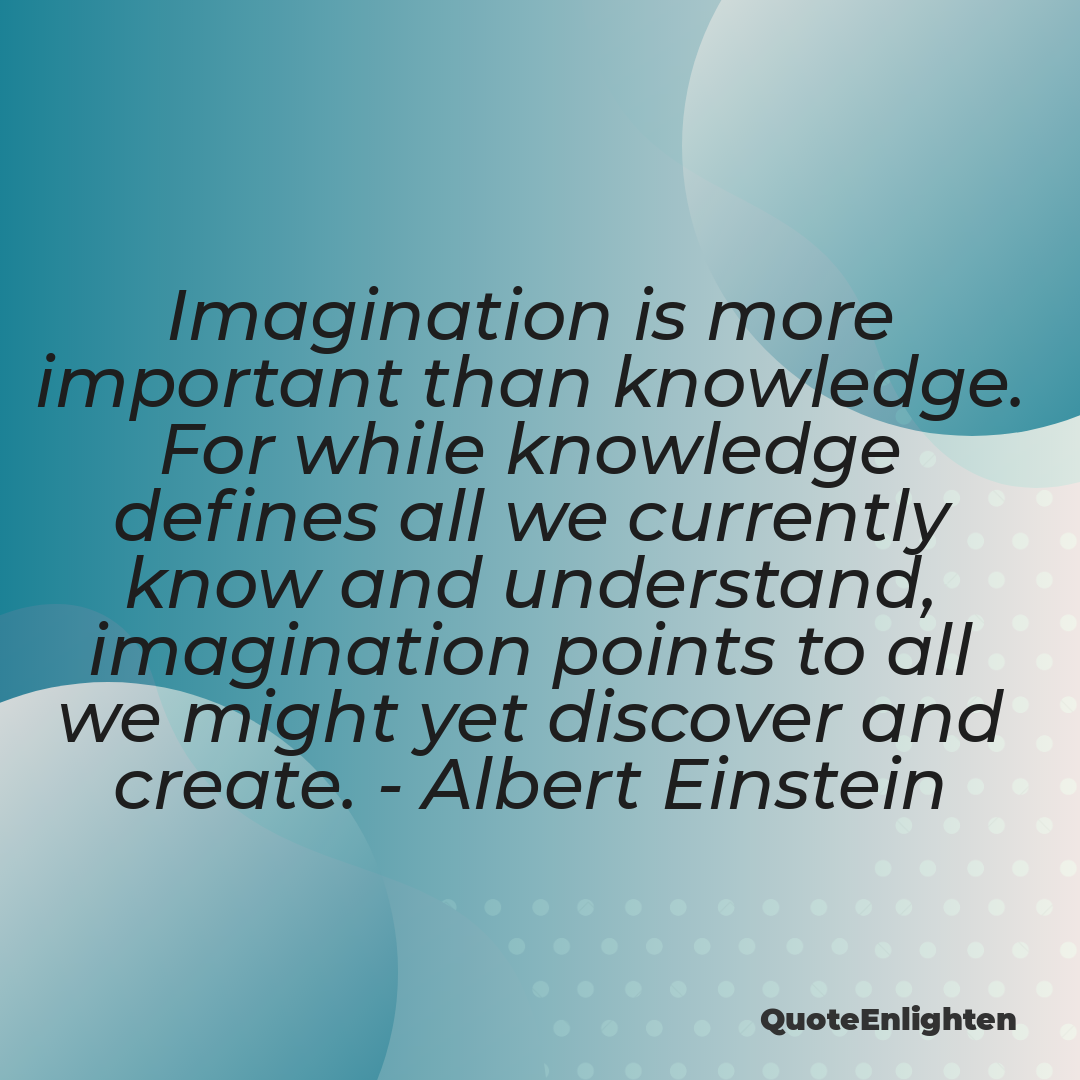 Imagination is more
important than knowledge.
For while knowledge
defines all we currently
know and understand,
imagination points to all
we might yet discover and
create. - Albert Einstein
QuoteEnlighten